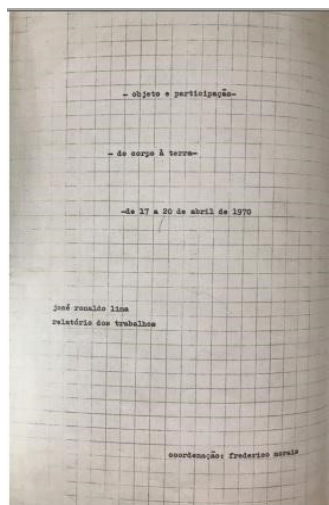 - objeto e participação-
- do corpo à terra-
-de 17 a 20 de abril de 1970
josé ronaldo lima
relatório dos trabalhos
coordenação: frederico morais